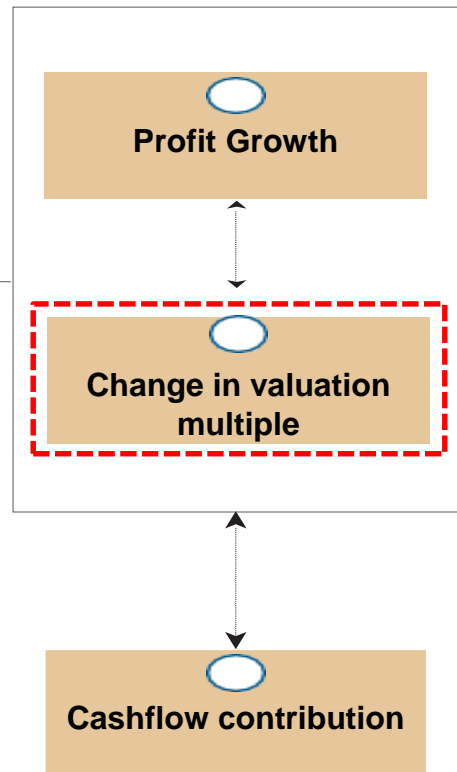 Profit Growth
Change in valuation
multiple
Cashflow contribution